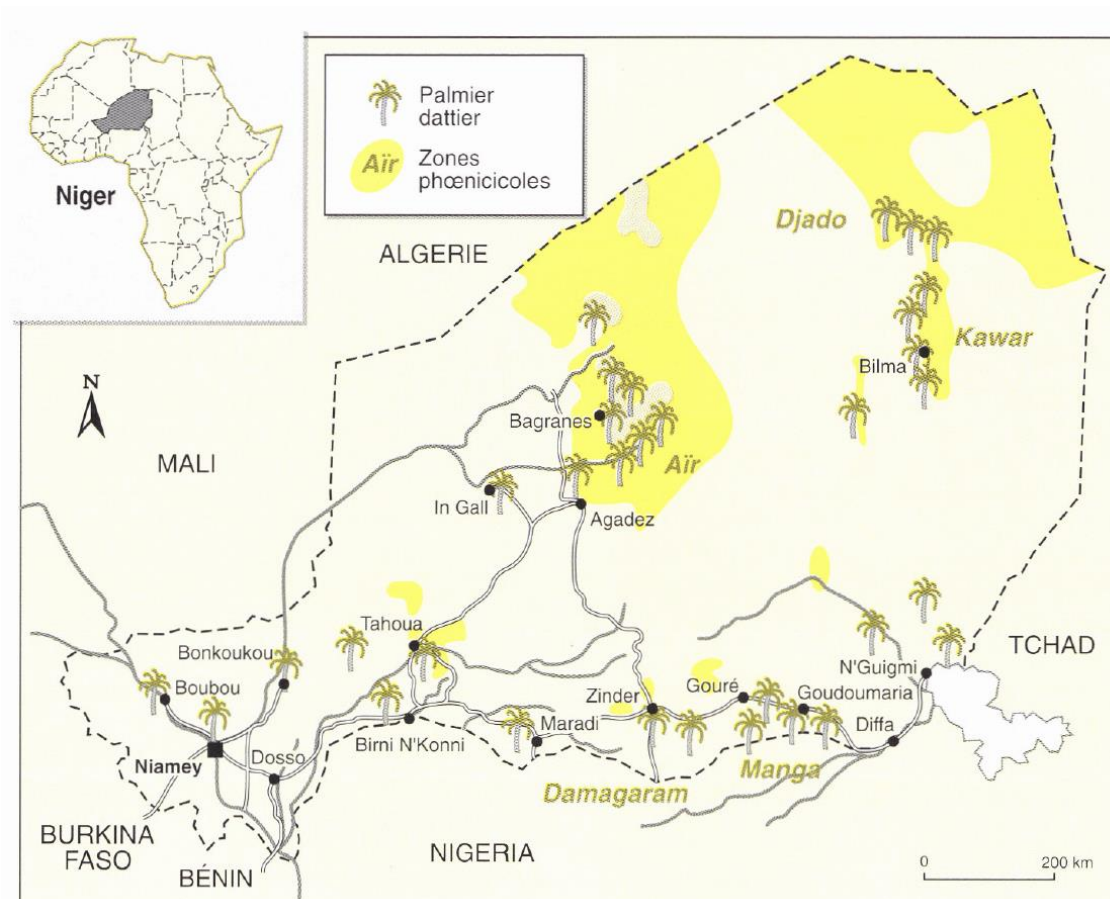 Niger
Palmier
dattier
Aïr
Zones
phœnicicoles
ALGERIE
Djado
Kawar
Bilma
N
Bagranes
MALI
Aïr
In Gall
Agadez
Tahoua
TCHAD
Bonkoukou
N'Guigmi
Boubou
Zinder
Gouré
Goudoumaria
Maradi
Diffa
Birni N'Konni
Niamey
Dosso
Manga
Damagaram
BURKINA
FASO
NIGERIA
BÉNIN
0
200 km